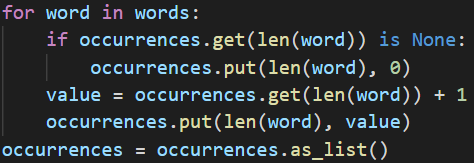 for word in words:
    if occurrences.get(len(word)) is None:
        occurrences.put(len(word), 0)
    value = occurrences.get(len(word)) + 1
    occurrences.put(len(word), value)
occurrences = occurrences.as_list()